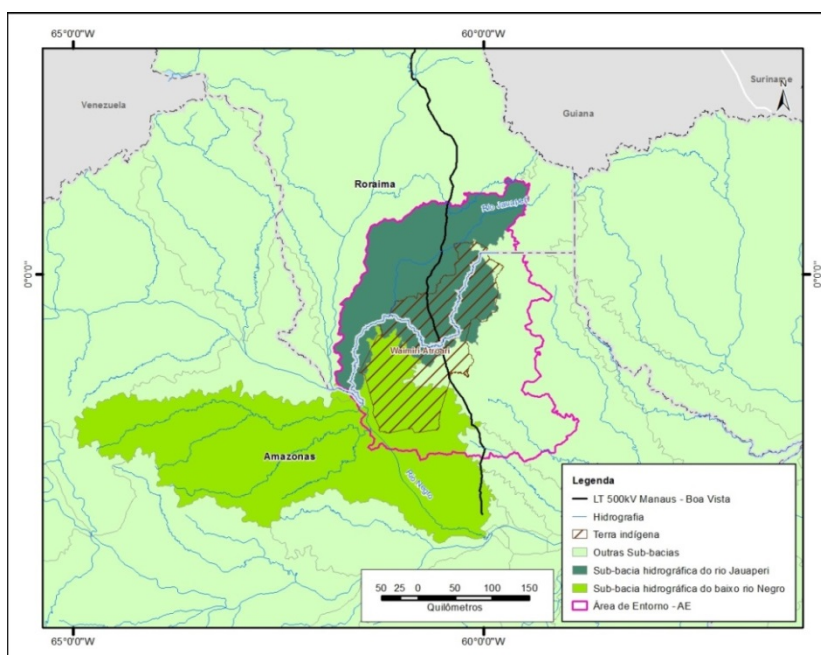 65°0'0"W 60°0'0"W
Venezuela
Suriname
N
Guiana
Roraima
Rio Jauaperi
0°0'0" 0°0'0"
Waimiri Atroari
Amazonas
Rio Negro
Legenda
LT 500kV Manaus - Boa Vista
Hidrografia
Terra indígena
Outras Sub-bacias
Sub-bacia hidrográfica do rio Jauaperi
Sub-bacia hidrográfica do baixo rio Negro
Área de Entorno - AE
50 25 0 50 100 150
Quilômetros
65°0'0"W 60°0'0"W